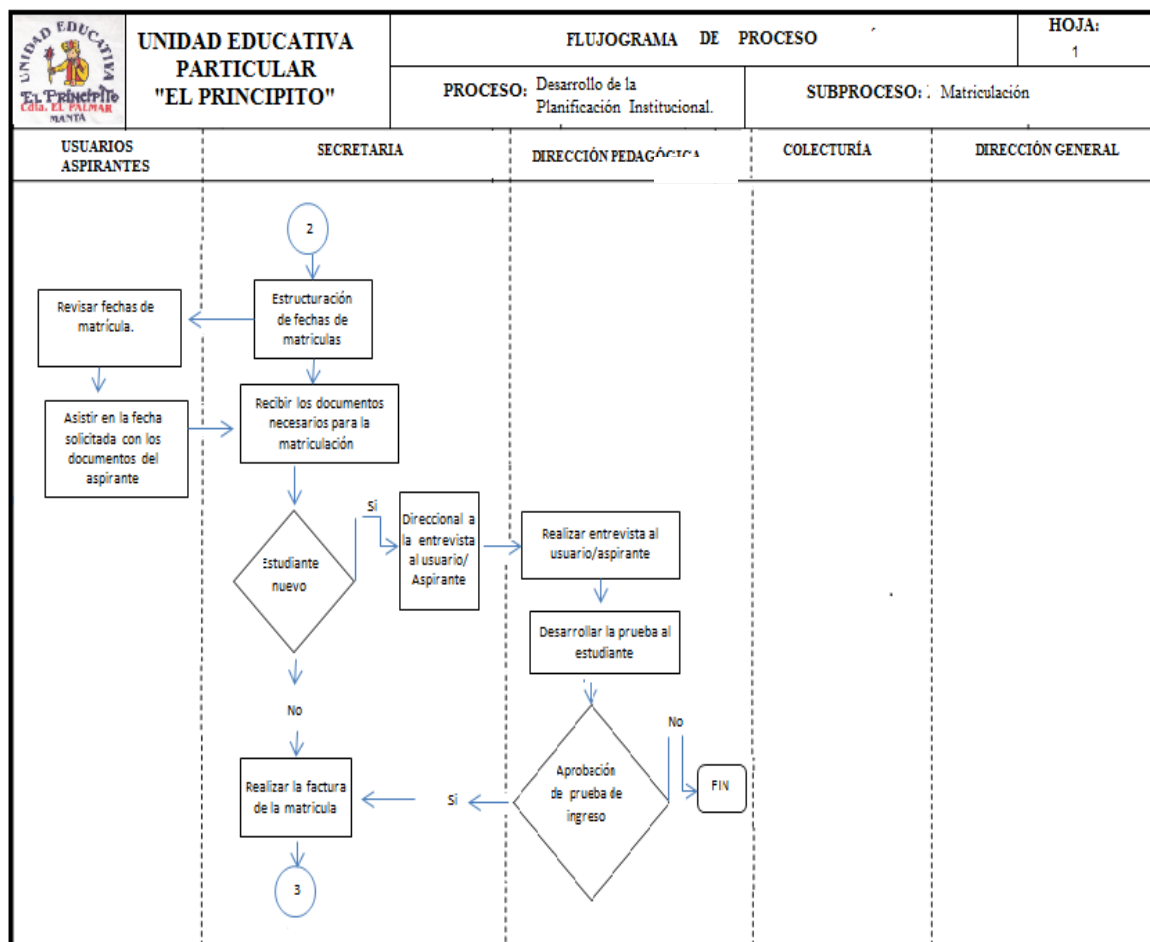 UNIDAD EDUCATIVA
EL PRINCIPITO
Cdla. EL PALMAR
MANTA
UNIDAD EDUCATIVA
PARTICULAR
"EL PRINCIPITO"
FLUJOGRAMA DE PROCESO
HOJA:
1
PROCESO: Desarrollo de la
Planificación Institucional.
SUBPROCESO: Matriculación
USUARIOS
ASPIRANTES
SECRETARIA
DIRECCIÓN PEDAGÓGICA
COLECTURÍA
DIRECCIÓN GENERAL
2
Revisar fechas de
matrícula.
Estructuración
de fechas de
matriculas
Asistir en la fecha
solicitada con los
documentos del
aspirante
Recibir los documentos
necesarios para la
matriculación
Estudiante
nuevo
Si
Direccional a
la entrevista
al usuario/
Aspirante
Realizar entrevista al
usuario/aspirante
Desarrollar la prueba al
estudiante
No
Aprobación
de prueba de
ingreso
No
FIN
Si
Realizar la factura
de la matricula
3